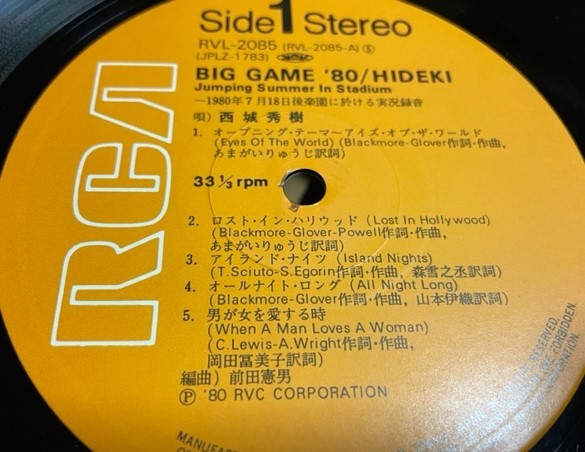 Side 1 Stereo
RVL-2085 (RVL-2085-A) Ⓢ
(JPLZ-1783)
BIG GAME '80/HIDEKI
Jumping Summer In Stadium
〜1980年7月18日後楽園に於ける実況録音
唄) 西城秀樹
1. オープニング・テーマ〜アイズ・オブ・ザ・ワールド
(Eyes Of The World) (Blackmore-Glover作詞・作曲,
あまがいりゅうじ訳詞)
33 1/3 rpm
2. ロスト・イン・ハリウッド (Lost In Hollywood)
(Blackmore-Glover-Powell作詞・作曲,
あまがいりゅうじ訳詞)
3. アイランド・ナイツ (Island Nights)
(T.Sciuto-S.Egorin作詞・作曲, 森雪之丞訳詞)
4. オールナイト・ロング (All Night Long)
(Blackmore-Glover作詞・作曲, 山本伊織訳詞)
5. 男が女を愛する時
(When A Man Loves A Woman)
(C.Lewis-A.Wright作詞・作曲,
岡田冨美子訳詞)
編曲) 前田憲男
Ⓟ '80 RVC CORPORATION
RCA
MANUFAC
RESERVED.
FORBIDDEN.
CORPORATION.